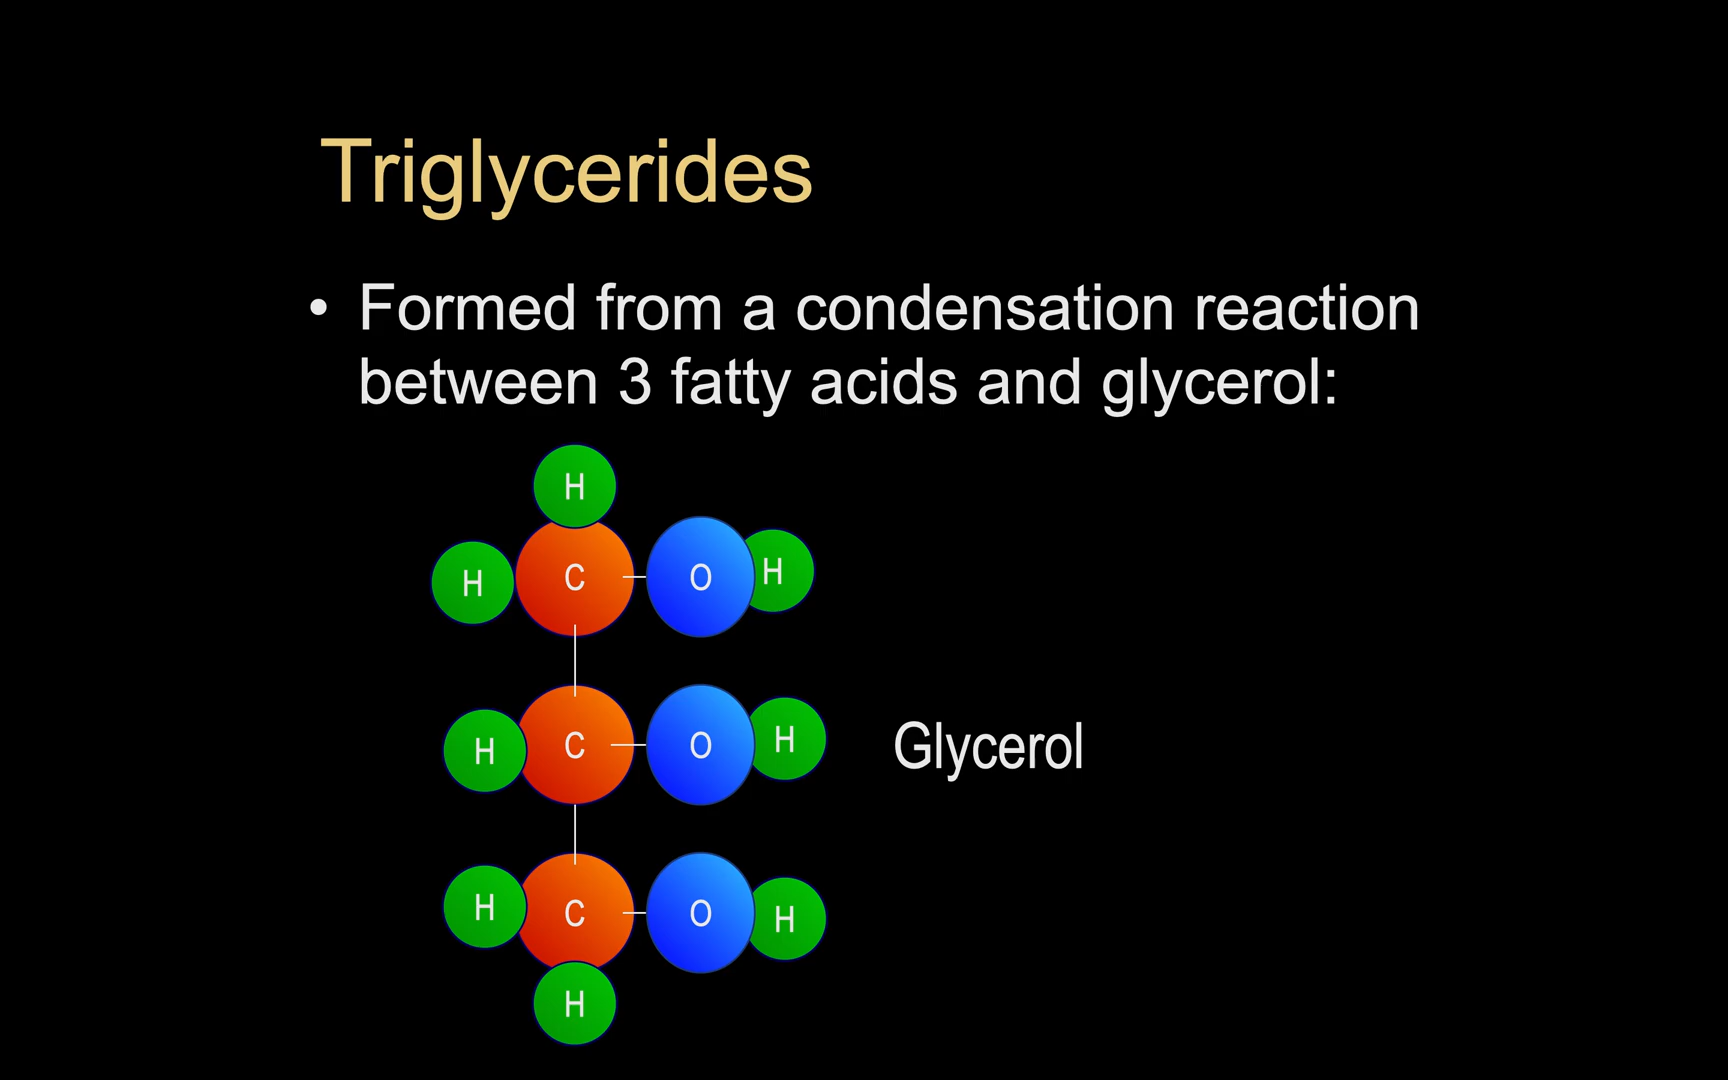 Triglycerides
• Formed from a condensation reaction
between 3 fatty acids and glycerol:
H
H C O H
H C O H
Glycerol
H C O H
H